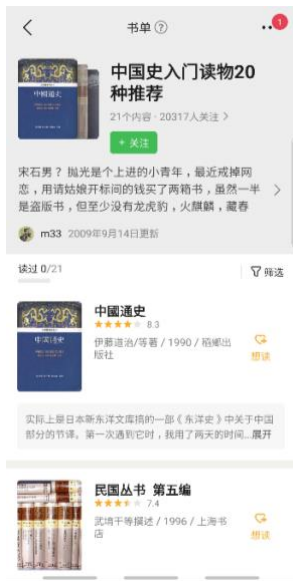 书单
1
中国史入门读物20
种推荐
21个内容 · 20317人关注 >
+ 关注
宋石男？抛光是个上进的小青年，最近戒掉网
恋，用请姑娘开标间的钱买了两箱书，虽然一半
是盗版书，但至少没有龙虎豹，火麒麟，藏春
m33 2009年9月14日更新
读过 0/21
筛选
中國通史
中國通史
8.3
伊藤道治/等著 / 1990 / 稻鄉出
版社
想读
实际上是日本新东洋文库搞的一部《东洋史》中关于中国
部分的节译。第一次遇到它时，我用了两天的时间...展开
民国丛书 第五编
7.4
武堉干等撰述 / 1996 / 上海书
店
想读